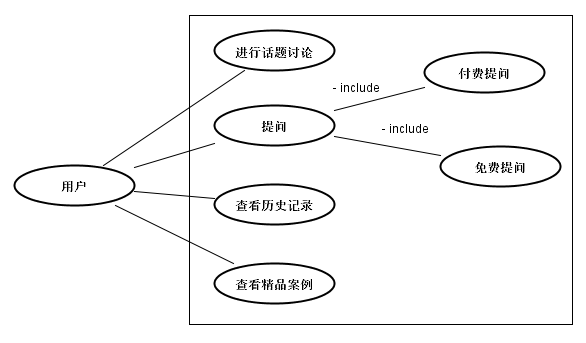 进行话题讨论
付费提问
- include
提问
- include
免费提问
用户
查看历史记录
查看精品案例